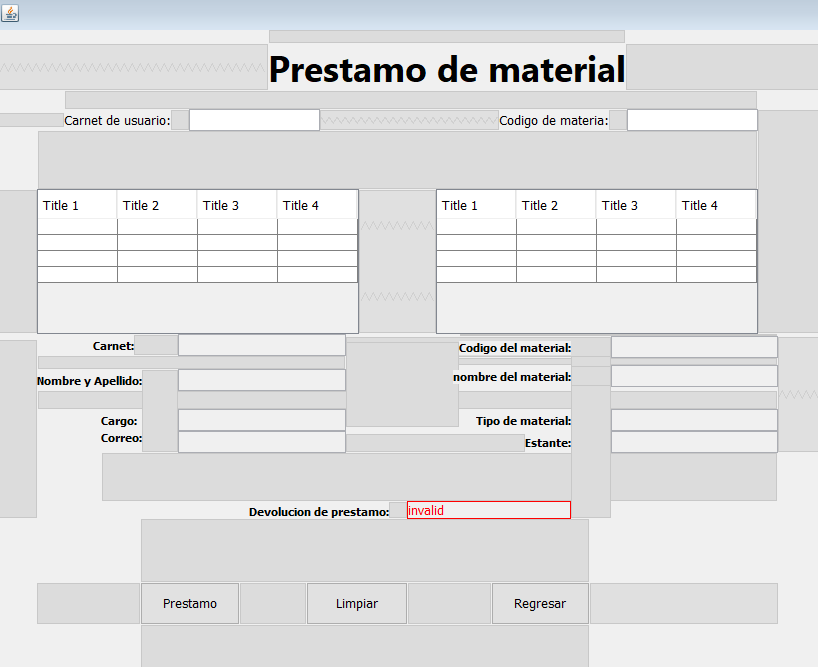 Prestamo de material
Carnet de usuario: Codigo de materia:
Title 1 Title 2 Title 3 Title 4 Title 1 Title 2 Title 3 Title 4
Carnet: Codigo del material:
Nombre y Apellido: nombre del material:
Cargo: Tipo de material:
Correo: Estante:
Devolucion de prestamo: invalid
Prestamo Limpiar Regresar